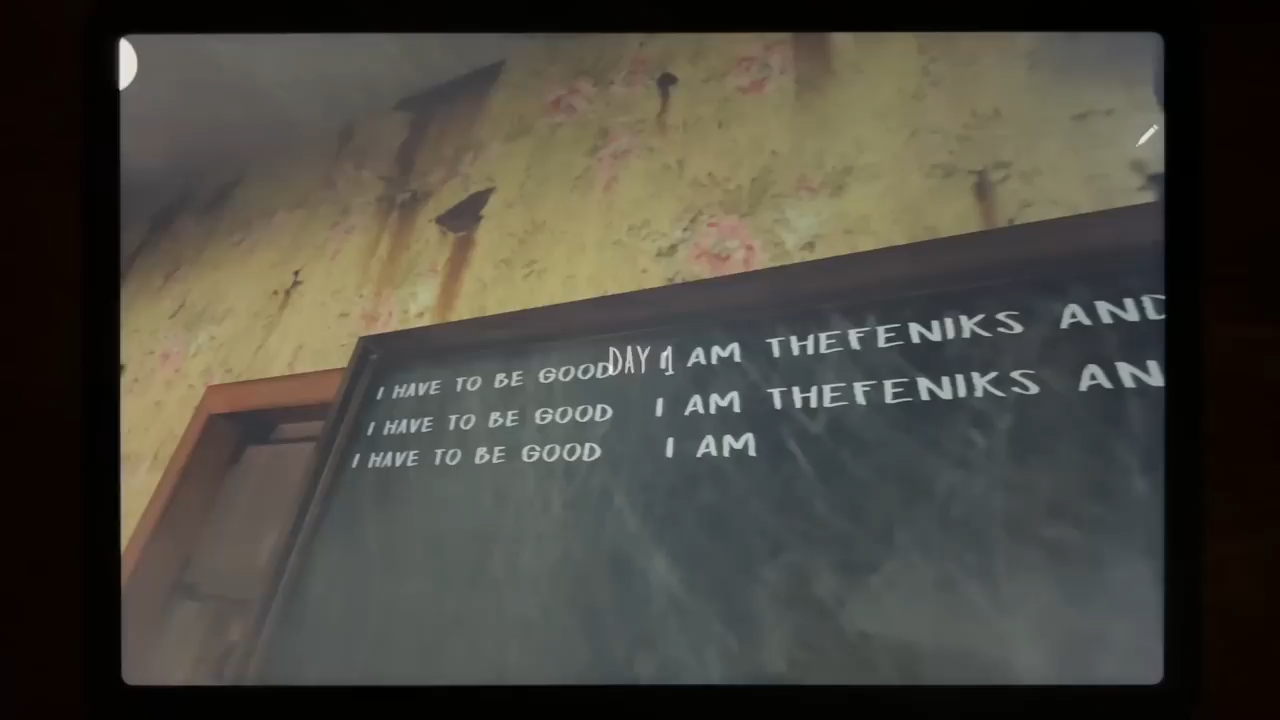 I HAVE TO BE GOOD
I HAVE TO BE GOOD
I HAVE TO BE GOOD
DAY 1
I AM THEFENIKS AND
I AM THEFENIKS AN
I AM